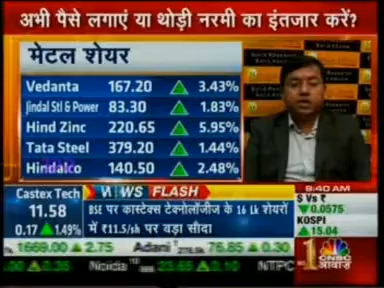 अभी पैसे लगाएं या थोड़ी नरमी का इंतजार करें?
मेटल शेयर
Vedanta 167.20 ▲ 3.43%
Jindal Stl & Power 83.30 ▲ 1.83%
Hind Zinc 220.65 ▲ 5.95%
Tata Steel 379.20 ▲ 1.44%
Hindalco 140.50 ▲ 2.48%
Castex Tech
11.58
0.17 ▲ 1.49%
NEWS FLASH
BSE पर कास्टेक्स टेक्नोलॉजीज के 16 Lk शेयरों
में ₹11.5/sh पर बड़ा सौदा
9:40 AM
$ Vs ₹
▼ 0.0575
KOSPI
▲ 15.04
1669.00 ▲ 2.75 Adani T 276.85 ▲ 0.30
Noida NTPC
CNBC
आवाज़